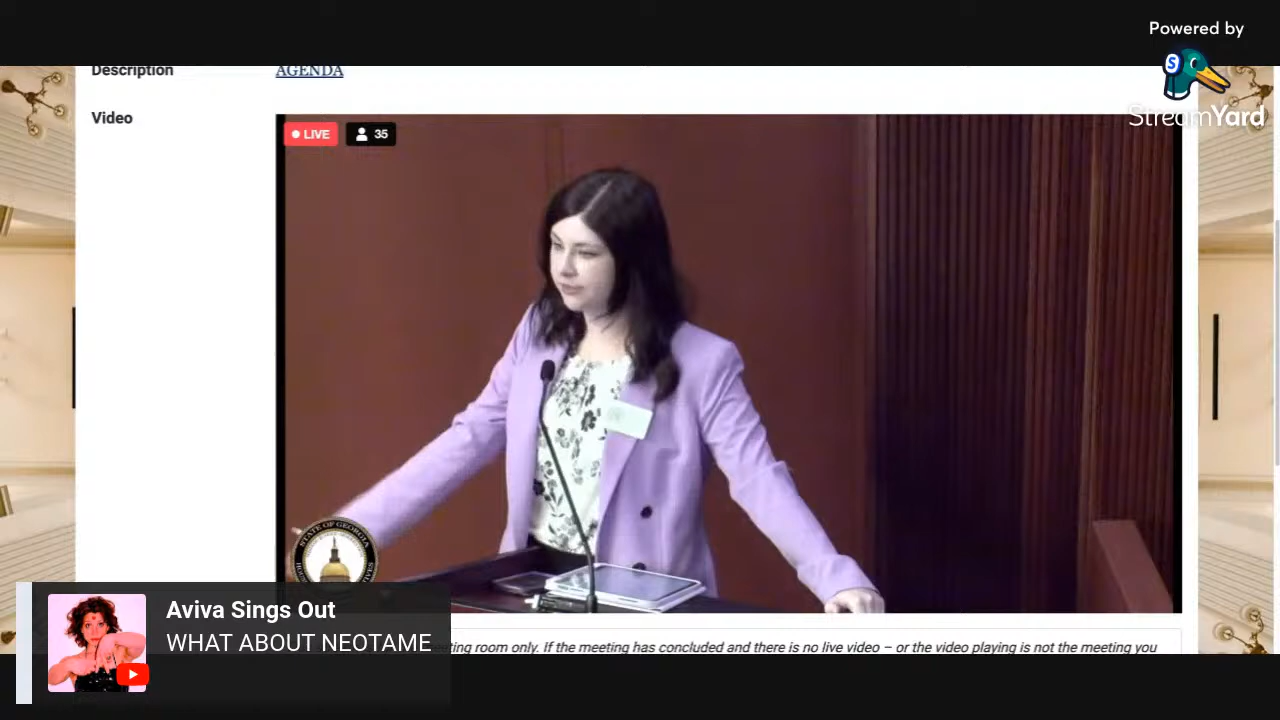 Powered by
StreamYard
Description
AGENDA
Video
LIVE
35
STATE OF GEORGIA
Aviva Sings Out
WHAT ABOUT NEOTAME
eting room only. If the meeting has concluded and there is no live video – or the video playing is not the meeting you